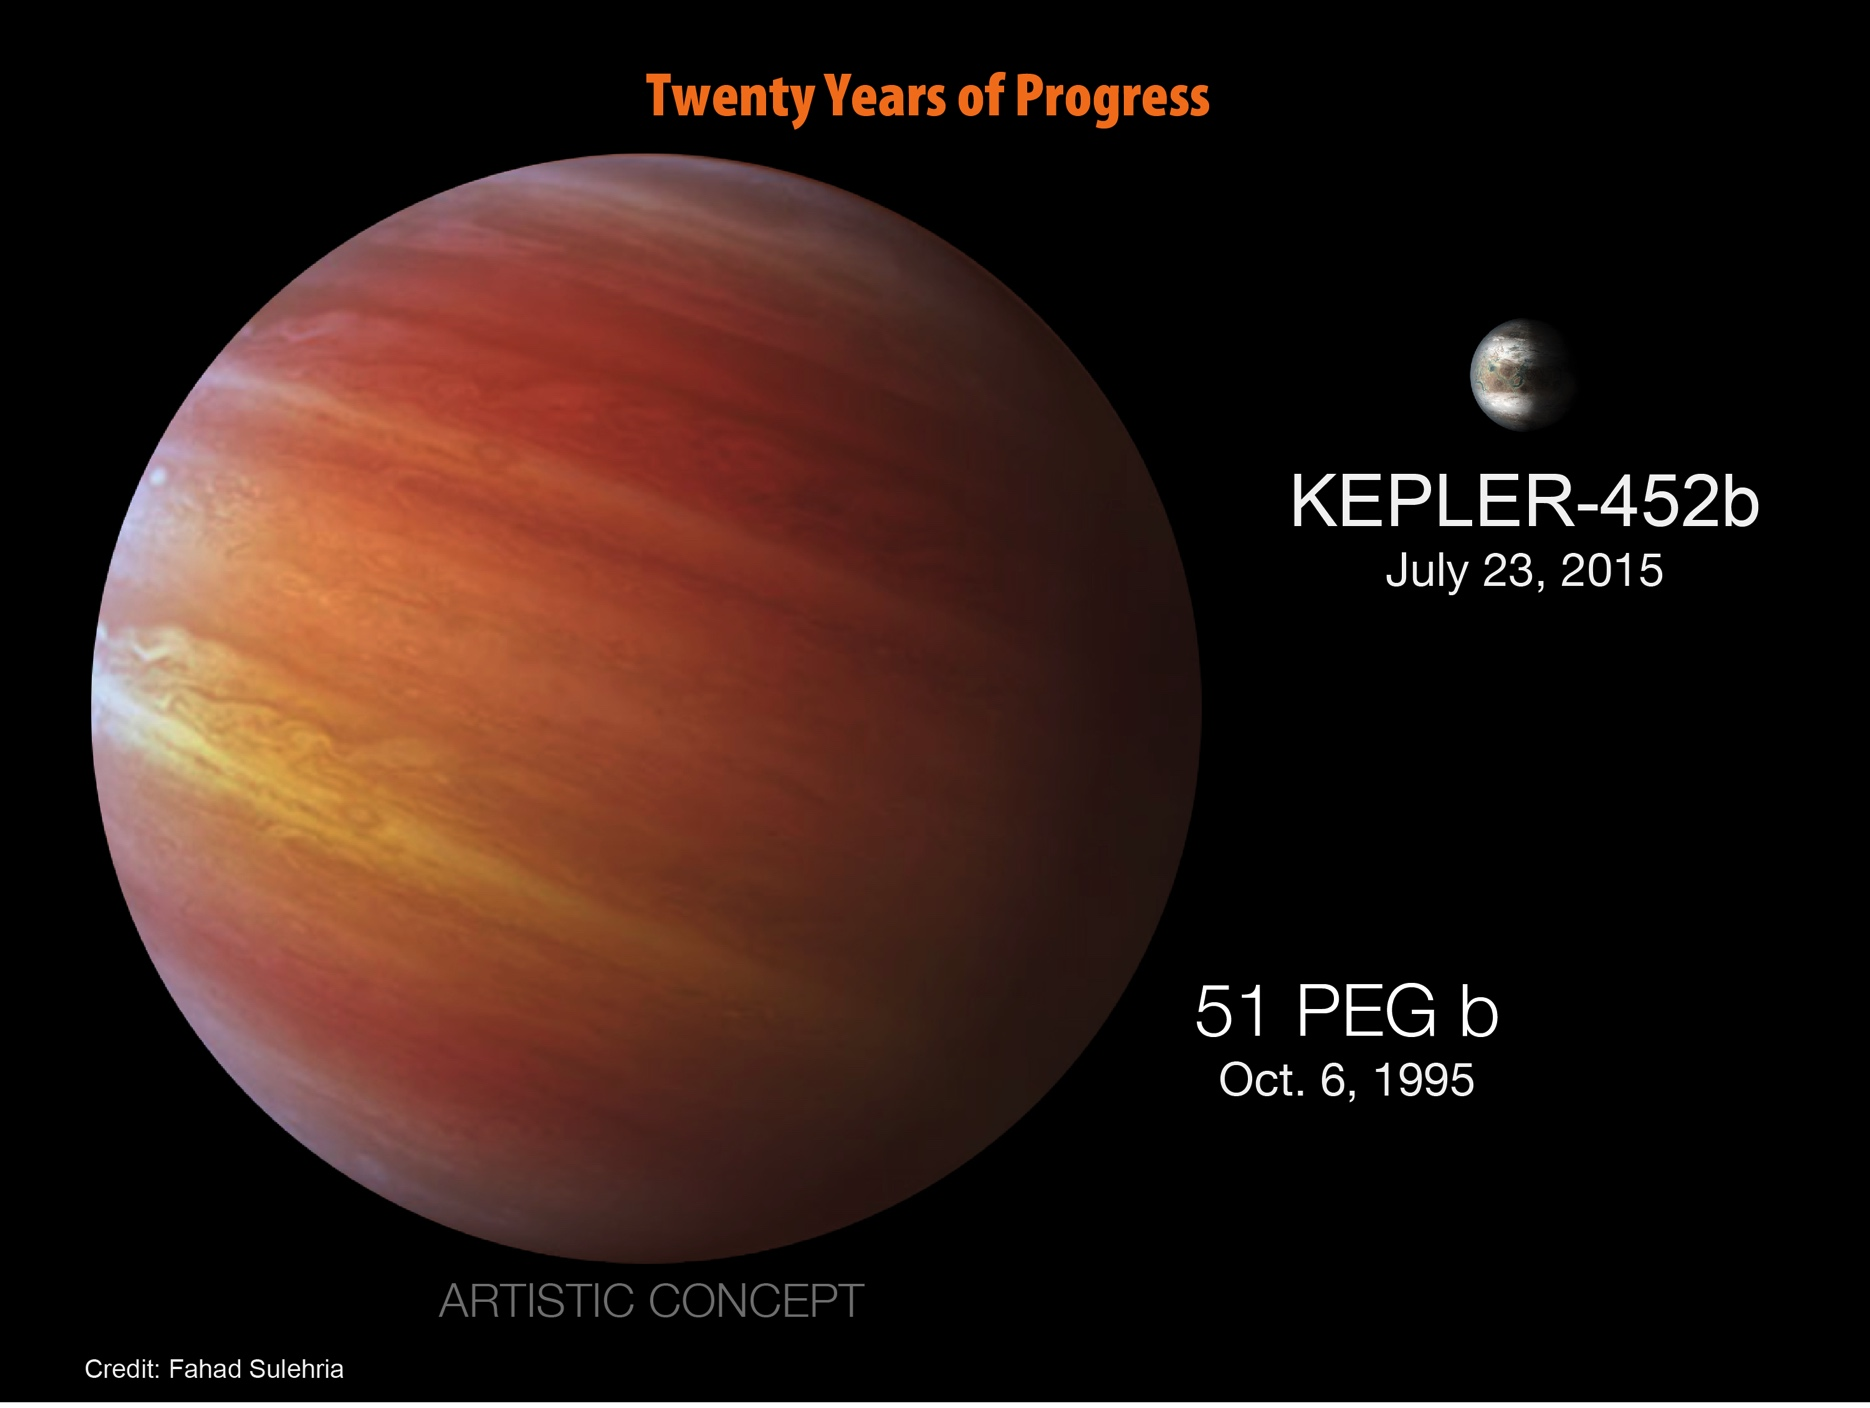 Twenty Years of Progress
KEPLER-452b
July 23, 2015
51 PEG b
Oct. 6, 1995
ARTISTIC CONCEPT
Credit: Fahad Sulehria